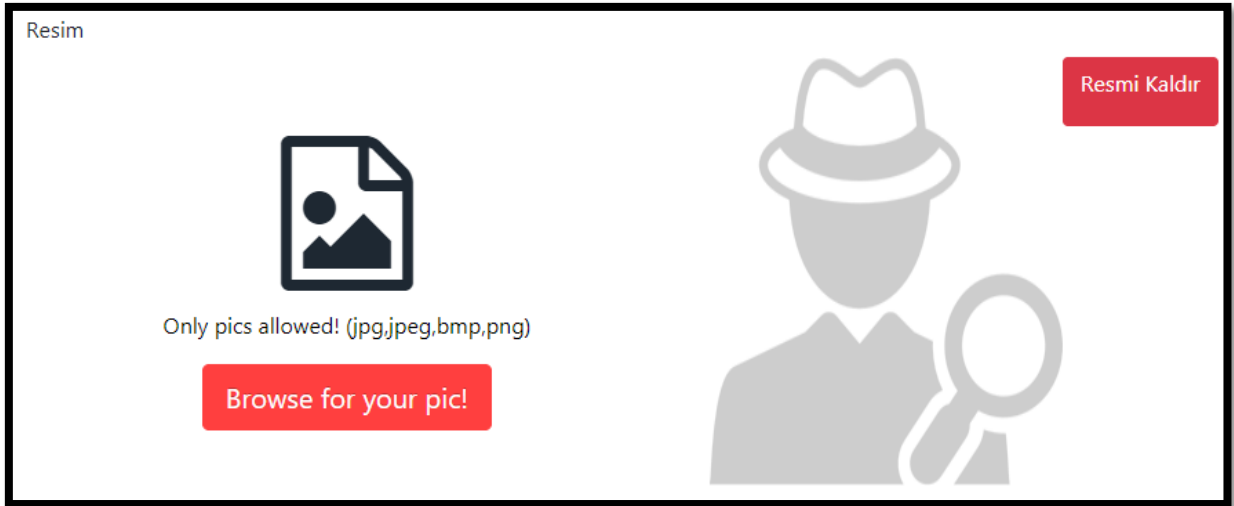 Resim
Resmi Kaldır
Only pics allowed! (jpg,jpeg,bmp,png)
Browse for your pic!